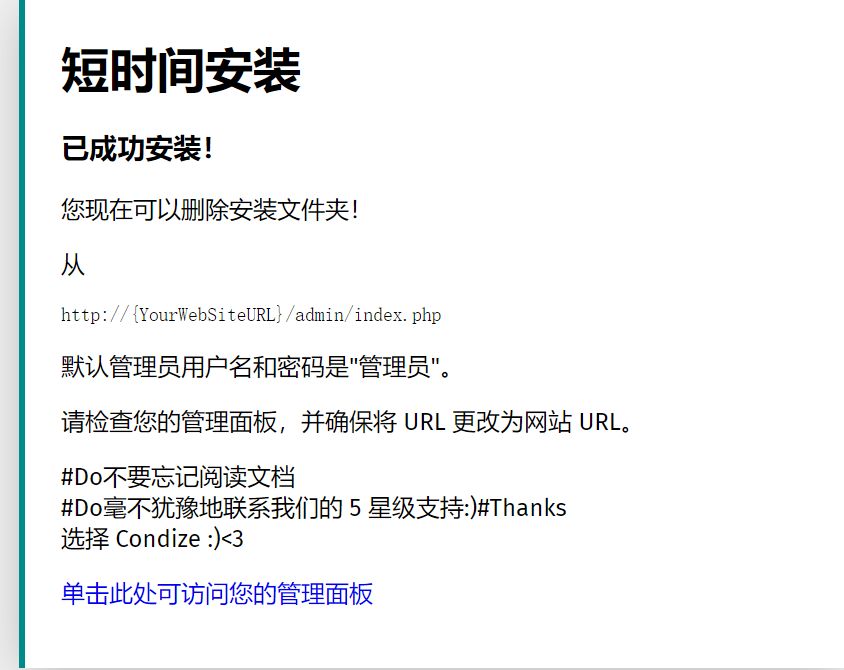 短时间安装
已成功安装！
您现在可以删除安装文件夹！
从
http://{YourWebSiteURL}/admin/index.php
默认管理员用户名和密码是"管理员"。
请检查您的管理面板，并确保将 URL 更改为网站 URL。
#Do不要忘记阅读文档
#Do毫不犹豫地联系我们的 5 星级支持:)#Thanks
选择 Condize :)<3
单击此处可访问您的管理面板